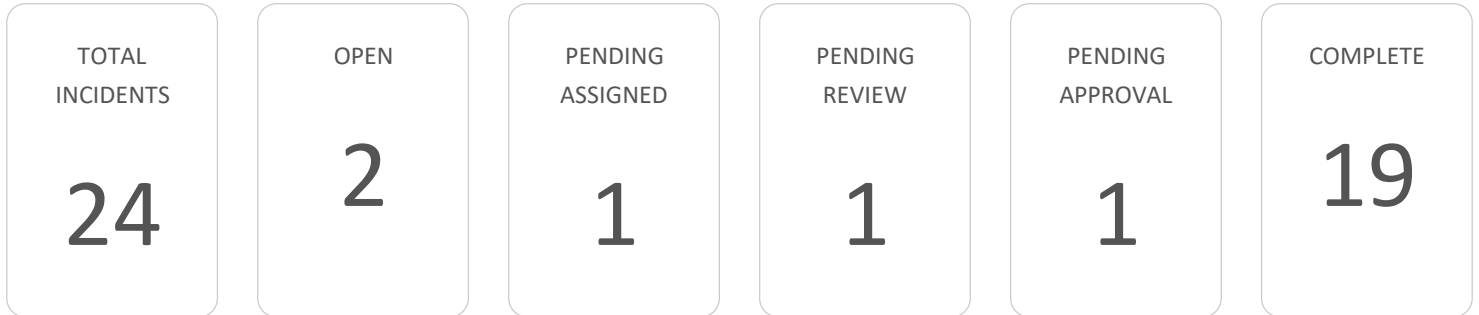 TOTAL
INCIDENTS
24
OPEN
2
PENDING
ASSIGNED
1
PENDING
REVIEW
1
PENDING
APPROVAL
1
COMPLETE
19